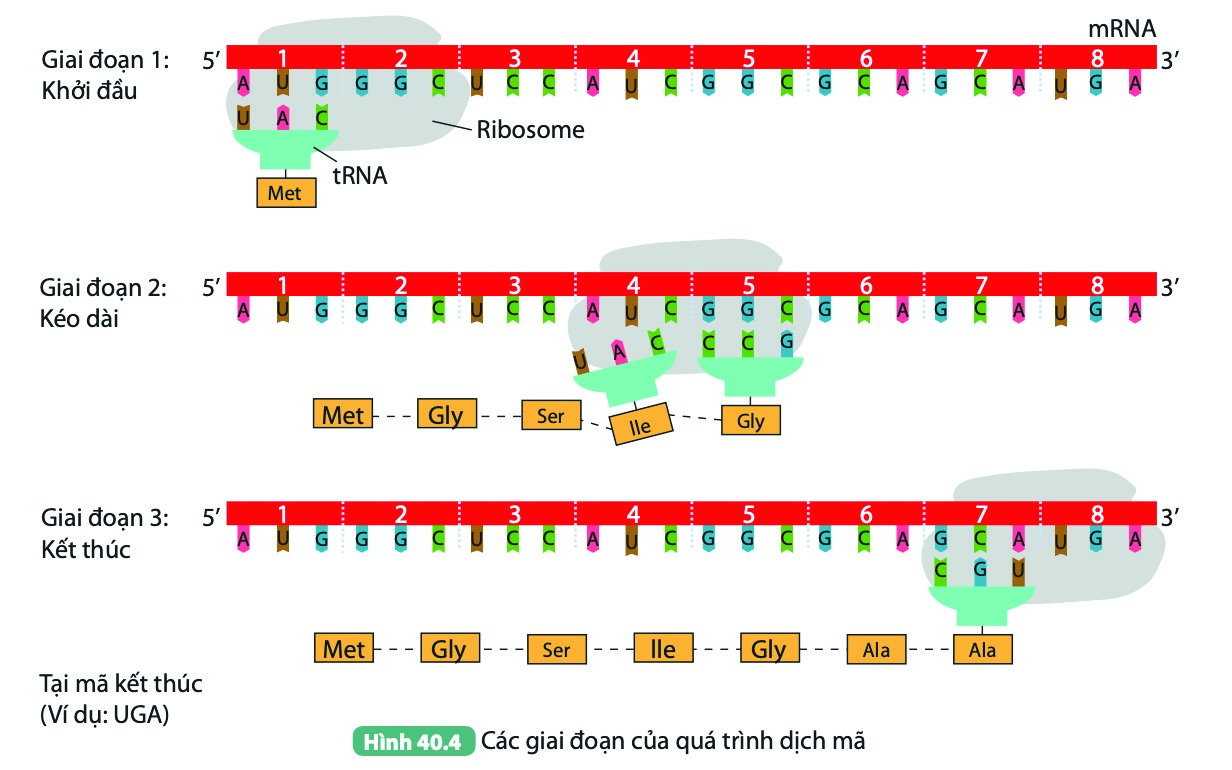 mRNA
Giai đoạn 1:
Khởi đầu
5’ 1 2 3 4 5 6 7 8 3’
A U G G G C U C C A U C G G C G C A G C A U G A
U A C
Ribosome
tRNA
Met
Giai đoạn 2:
Kéo dài
5’ 1 2 3 4 5 6 7 8 3’
A U G G G C U C C A U C G G C G C A G C A U G A
U A C C C G
Met Gly Ser Ile Gly
Giai đoạn 3:
Kết thúc
5’ 1 2 3 4 5 6 7 8 3’
A U G G G C U C C A U C G G C G C A G C A U G A
C G U
Met Gly Ser Ile Gly Ala Ala
Tại mã kết thúc
(Ví dụ: UGA)
Hình 40.4 Các giai đoạn của quá trình dịch mã